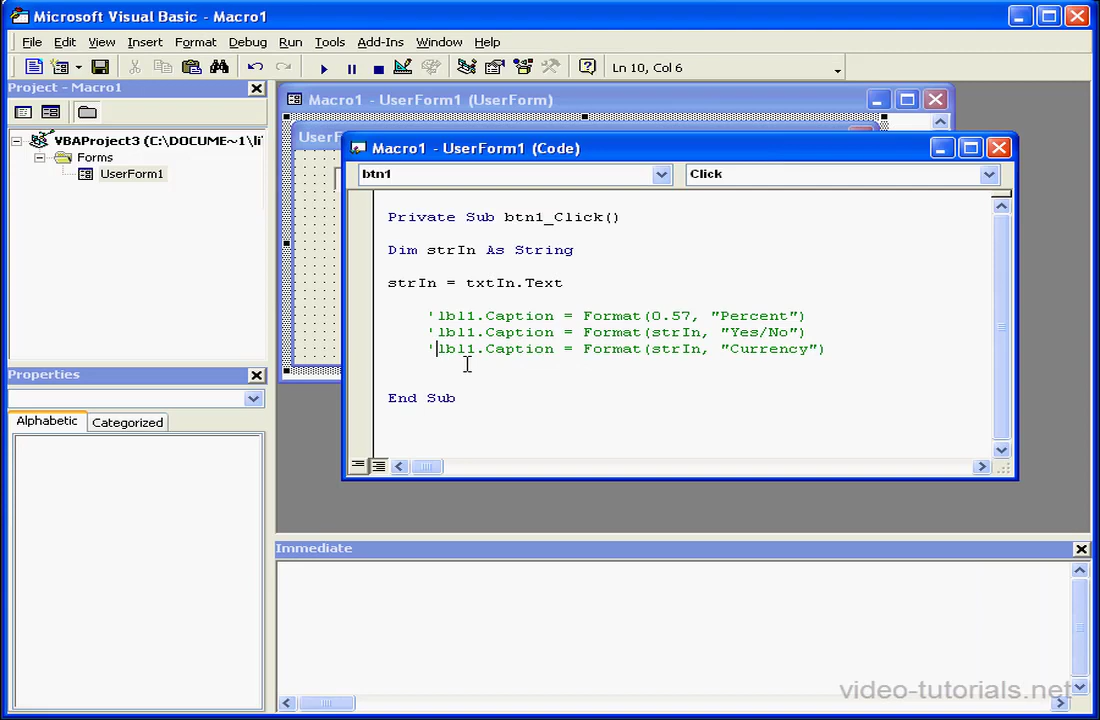 Microsoft Visual Basic - Macro1
File Edit View Insert Format Debug Run Tools Add-Ins Window Help
Ln 10, Col 6
Project - Macro1
VBAProject3 (C:\DOCUME~1\li
Forms
UserForm1
Macro1 - UserForm1 (UserForm)
UserF
Macro1 - UserForm1 (Code)
btn1 Click
Private Sub btn1_Click()
Dim strIn As String
strIn = txtIn.Text
'lbl1.Caption = Format(0.57, "Percent")
'lbl1.Caption = Format(strIn, "Yes/No")
'lbl1.Caption = Format(strIn, "Currency")
End Sub
Properties
Alphabetic Categorized
Immediate
video-tutorials.net